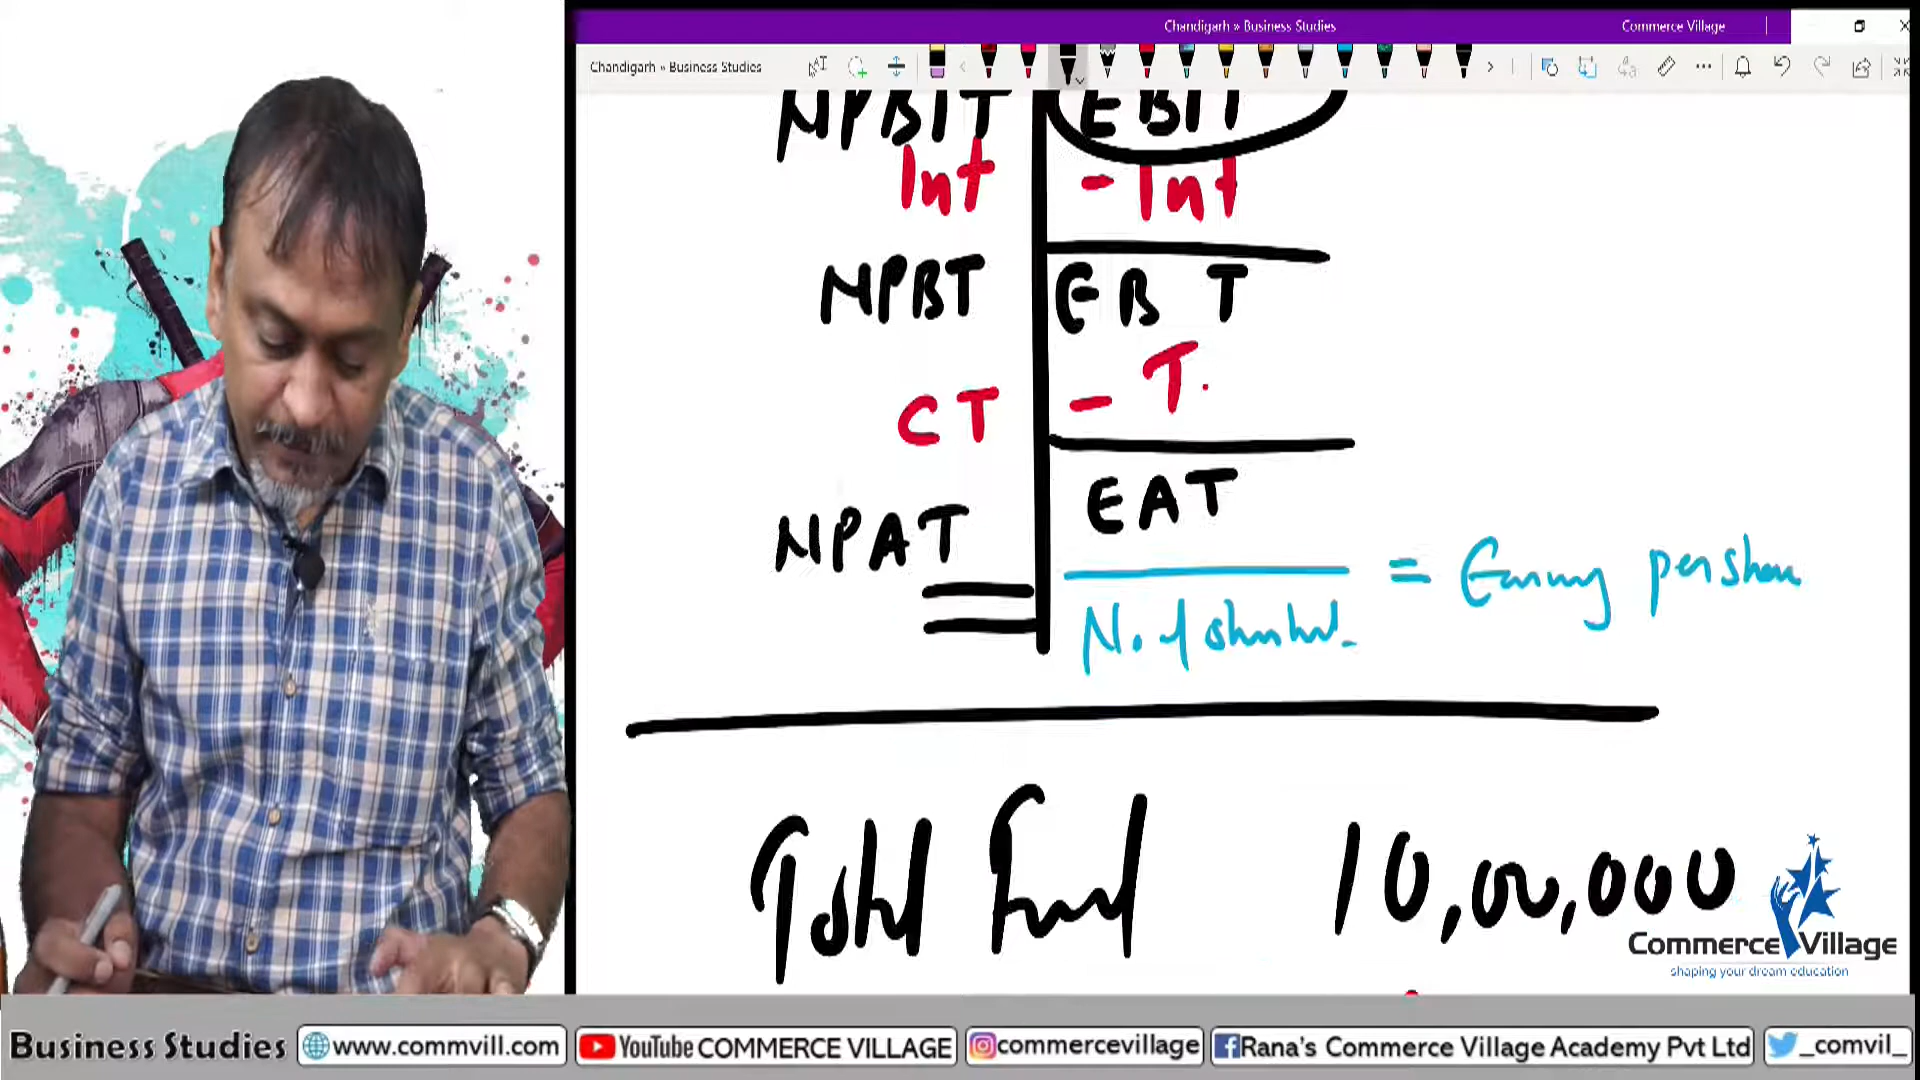 Chandigarh » Business Studies
Commerce Village
Chandigarh » Business Studies
NPBIT EBIT
Int - Int
NPBT EB T
CT - T.
EAT
NPAT
= Earning per share
No. of
Total Fund 10,00,000
Commerce Village
shaping your dream education
Business Studies www.commvill.com YouTube COMMERCE VILLAGE commercevillage Rana's Commerce Village Academy Pvt Ltd _comvil_